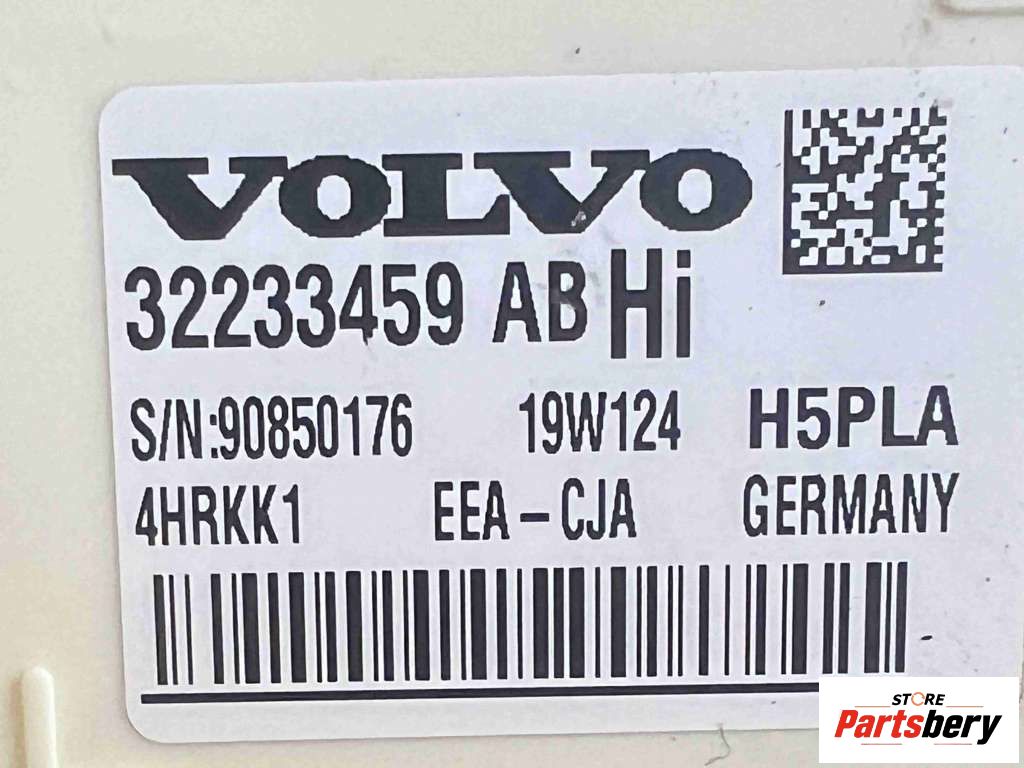 VOLVO
32233459 AB Hi
S/N:90850176 19W124 H5PLA
4HRKK1 EEA-CJA GERMANY
STORE
Partsbery